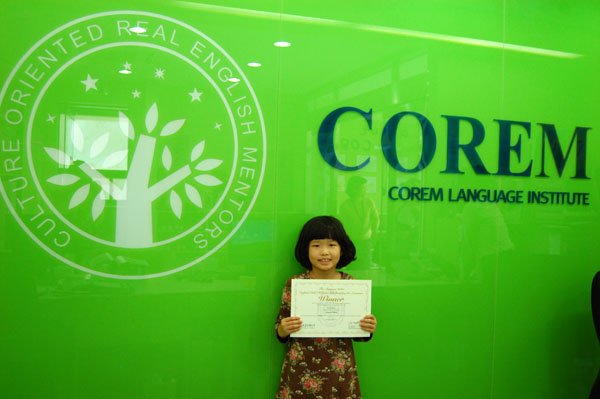 CULTURE ORIENTED REAL ENGLISH MENTORS
COREM
COREM LANGUAGE INSTITUTE
Winner